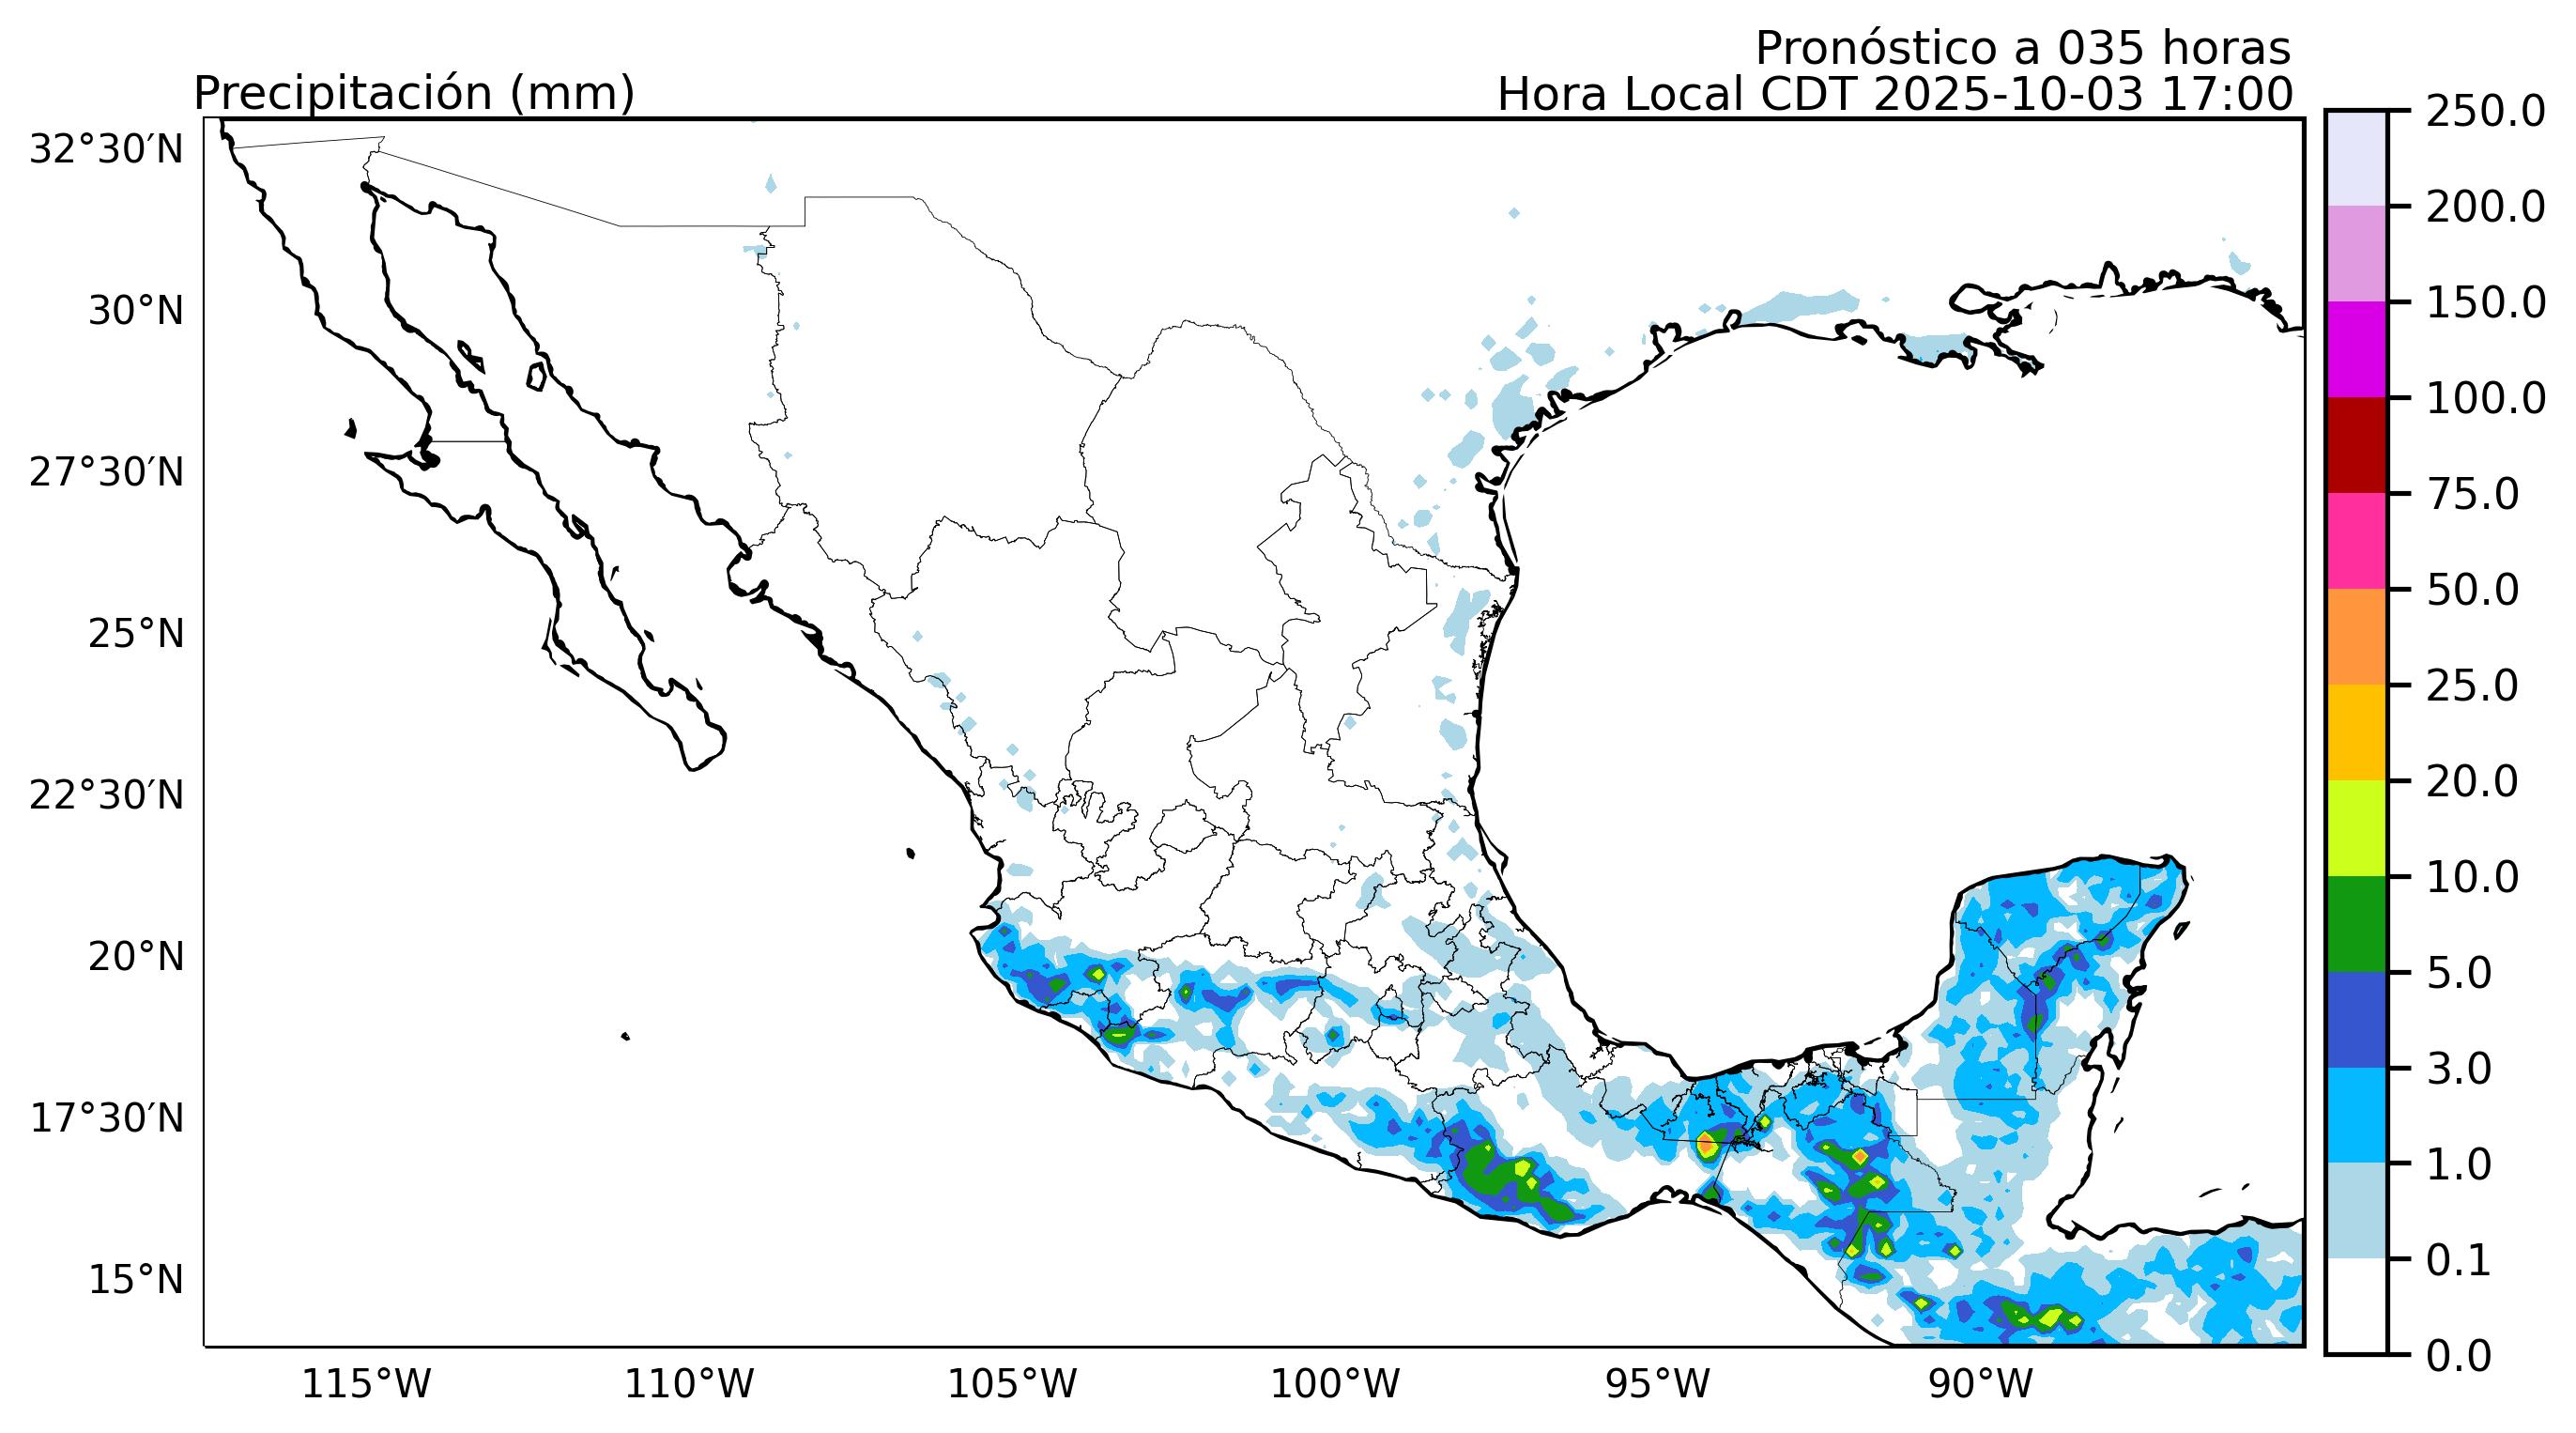 Pronóstico a 035 horas
Precipitación (mm)
Hora Local CDT 2025-10-03 17:00
32°30′N
30°N
27°30′N
25°N
22°30′N
20°N
17°30′N
15°N
115°W
110°W
105°W
100°W
95°W
90°W
250.0
200.0
150.0
100.0
75.0
50.0
25.0
20.0
10.0
5.0
3.0
1.0
0.1
0.0